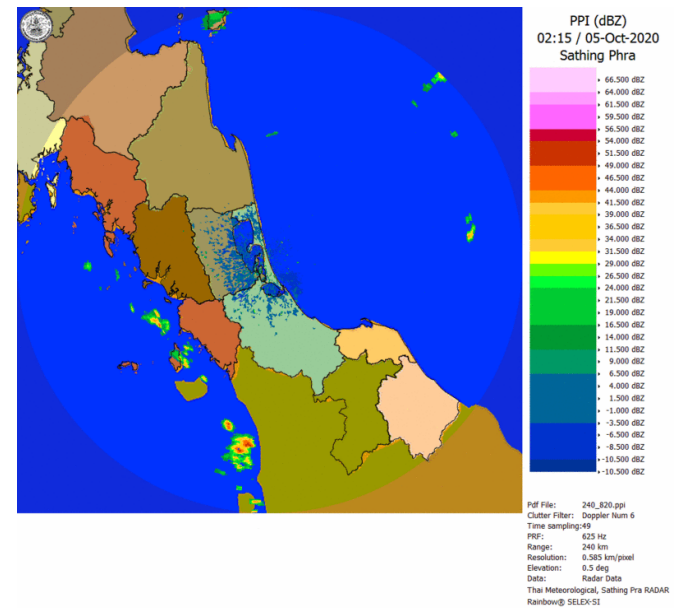 PPI (dBZ)
02:15 / 05-Oct-2020
Sathing Phra
66.500 dBZ
64.000 dBZ
61.500 dBZ
59.500 dBZ
56.500 dBZ
54.000 dBZ
51.500 dBZ
49.000 dBZ
46.500 dBZ
44.000 dBZ
41.500 dBZ
39.000 dBZ
36.500 dBZ
34.000 dBZ
31.500 dBZ
29.000 dBZ
26.500 dBZ
24.000 dBZ
21.500 dBZ
19.000 dBZ
16.500 dBZ
14.000 dBZ
11.500 dBZ
9.000 dBZ
6.500 dBZ
4.000 dBZ
1.500 dBZ
-1.000 dBZ
-3.500 dBZ
-6.500 dBZ
-8.500 dBZ
-10.500 dBZ
-10.500 dBZ
Pdf File: 240_820.ppi
Clutter Filter: Doppler Num 6
Time sampling:49
PRF: 625 Hz
Range: 240 km
Resolution: 0.585 km/pixel
Elevation: 0.5 deg
Data: Radar Data
Thai Meteorological, Sathing Pra RADAR
Rainbow® SELEX-SI